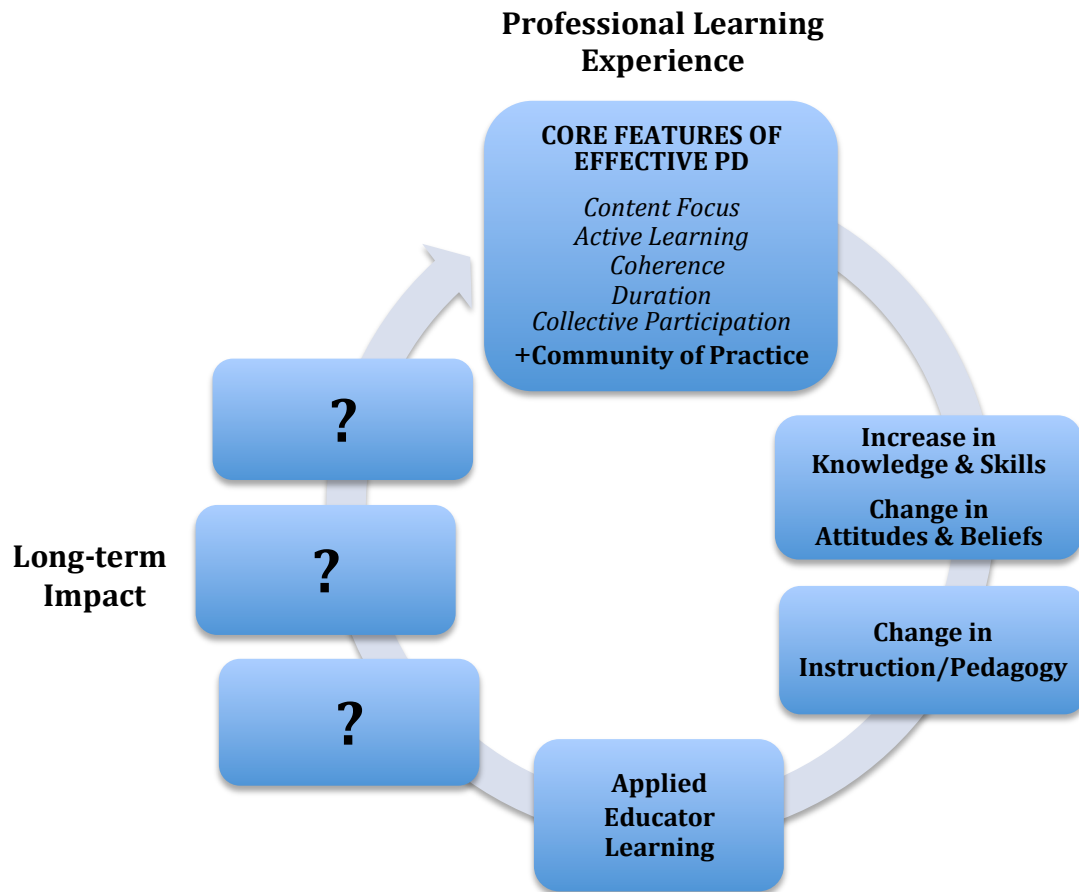 Professional Learning
Experience
CORE FEATURES OF
EFFECTIVE PD
Content Focus
Active Learning
Coherence
Duration
Collective Participation
+Community of Practice
Increase in
Knowledge & Skills
Change in
Attitudes & Beliefs
Change in
Instruction/Pedagogy
Applied
Educator
Learning
?
?
?
Long-term
Impact